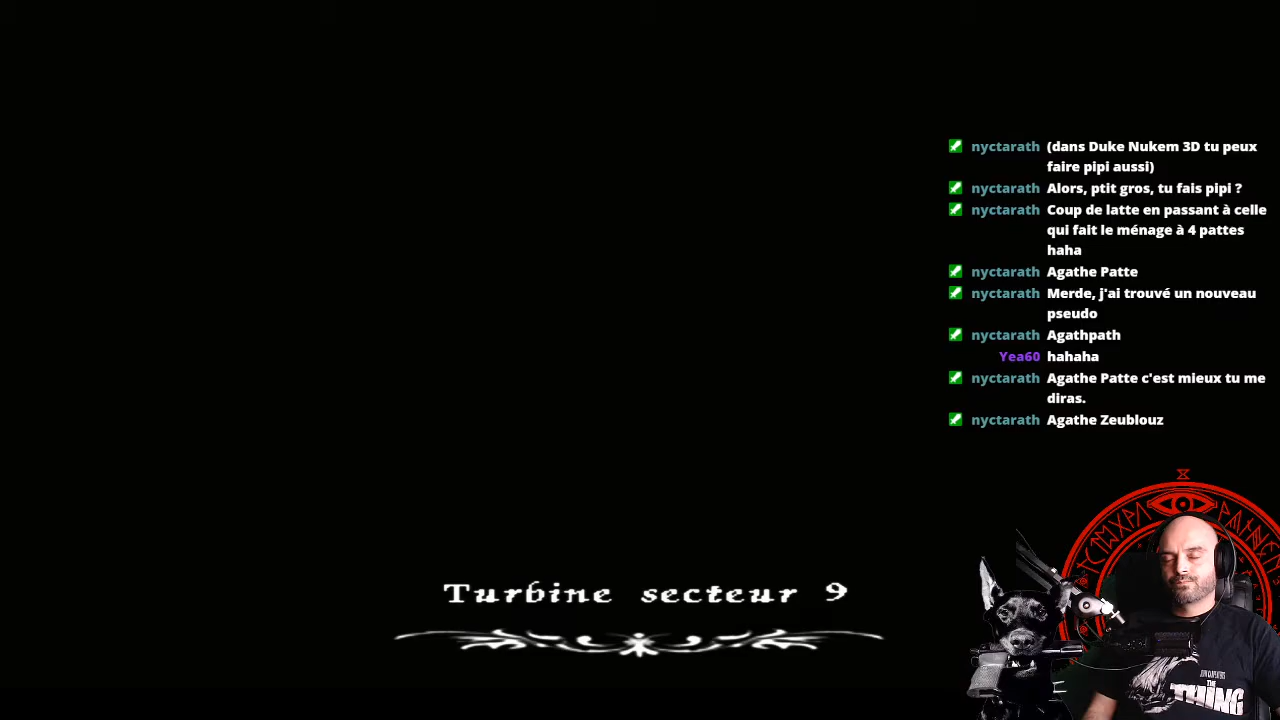 nyctarath (dans Duke Nukem 3D tu peux
faire pipi aussi)
nyctarath Alors, ptit gros, tu fais pipi ?
nyctarath Coup de latte en passant à celle
qui fait le ménage à 4 pattes
haha
nyctarath Agathe Patte
nyctarath Merde, j'ai trouvé un nouveau
pseudo
nyctarath Agathpath
Yea60 hahaha
nyctarath Agathe Patte c'est mieux tu me
diras.
nyctarath Agathe Zeublouz
Turbine secteur 9
THE
THING